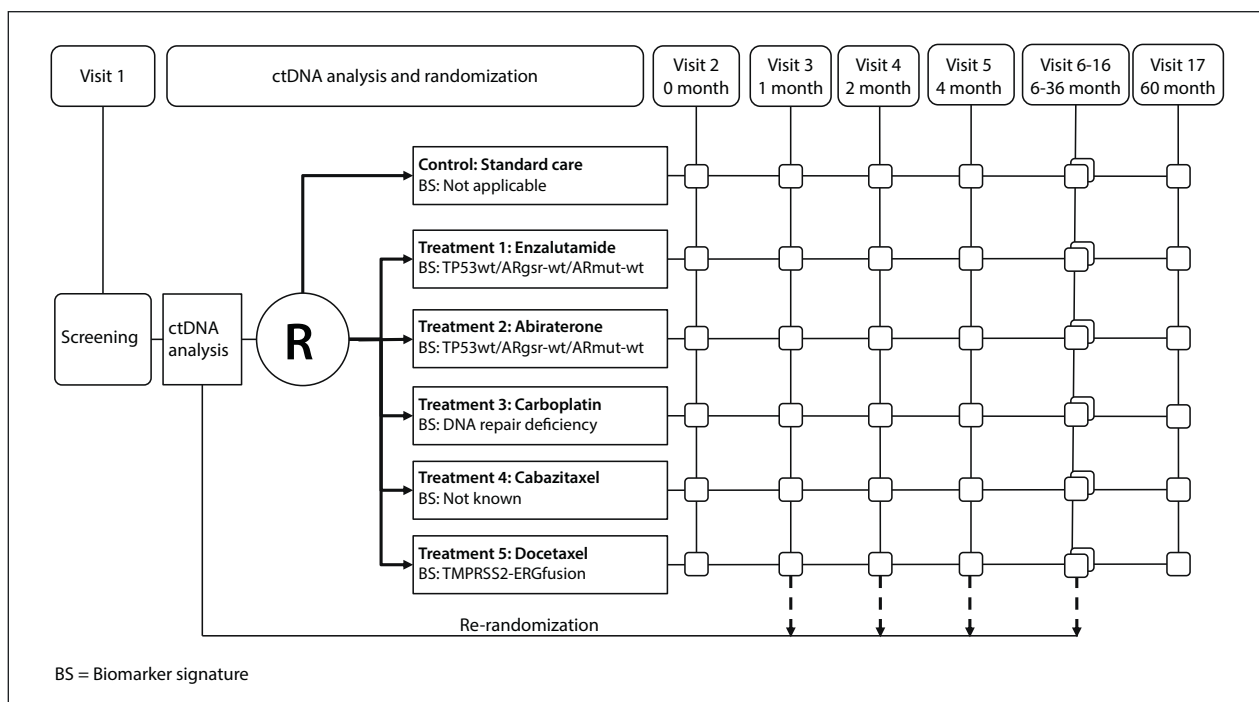 Visit 1
ctDNA analysis and randomization
Visit 2
0 month
Visit 3
1 month
Visit 4
2 month
Visit 5
4 month
Visit 6-16
6-36 month
Visit 17
60 month
Control: Standard care
BS: Not applicable
Treatment 1: Enzalutamide
BS: TP53wt/ARgsr-wt/ARmut-wt
Screening
ctDNA
analysis
R
Treatment 2: Abiraterone
BS: TP53wt/ARgsr-wt/ARmut-wt
Treatment 3: Carboplatin
BS: DNA repair deficiency
Treatment 4: Cabazitaxel
BS: Not known
Treatment 5: Docetaxel
BS: TMPRSS2-ERGfusion
Re-randomization
BS = Biomarker signature